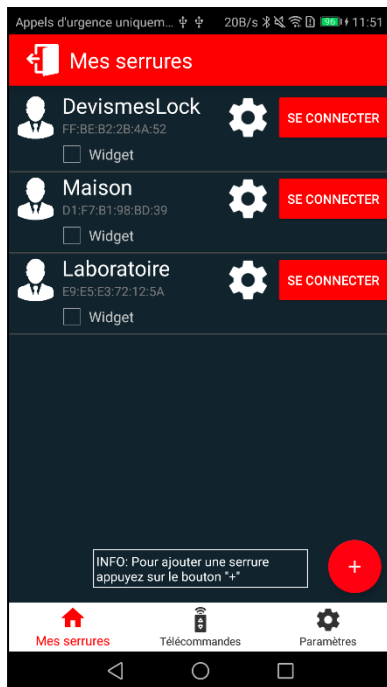 Appels d'urgence uniquem... 20B/s 96 11:51
Mes serrures
DevismesLock
FF:BE:B2:2B:4A:52
SE CONNECTER
Widget
Maison
D1:F7:B1:98:BD:39
SE CONNECTER
Widget
Laboratoire
E9:E5:E3:72:12:5A
SE CONNECTER
Widget
INFO: Pour ajouter une serrure
appuyez sur le bouton "+"
+
Mes serrures Télécommandes Paramètres